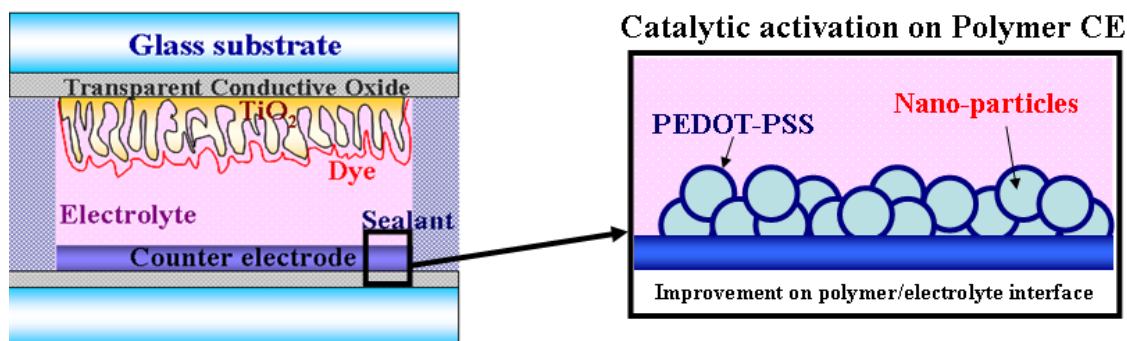 Glass substrate
Transparent Conductive Oxide
TiO2
Dye
Electrolyte
Sealant
Counter electrode
Catalytic activation on Polymer CE
Nano-particles
PEDOT-PSS
Improvement on polymer/electrolyte interface